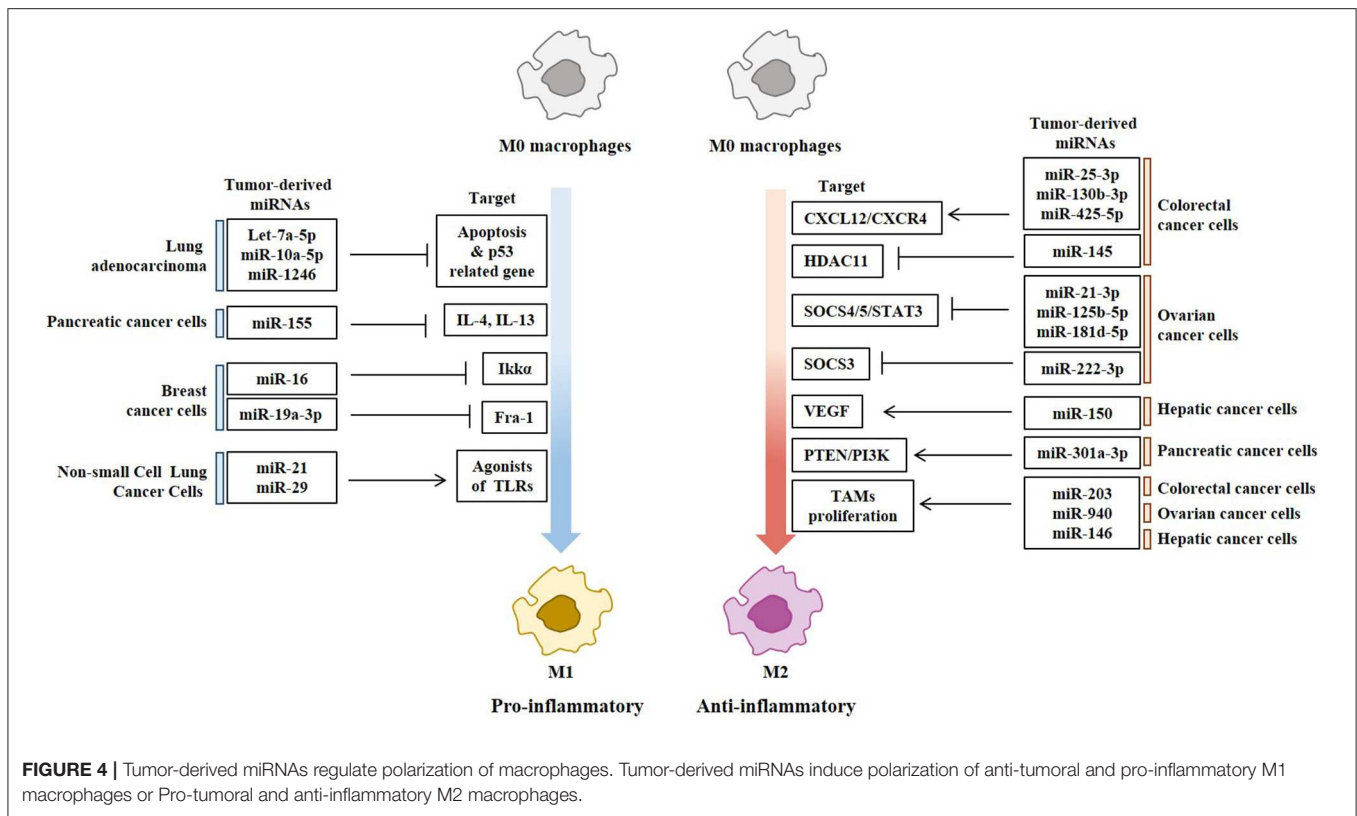 M0 macrophages
M0 macrophages
Tumor-derived
miRNAs
Target
Lung
adenocarcinoma
Let-7a-5p
miR-10a-5p
miR-1246
Apoptosis
& p53
related gene
Pancreatic cancer cells
miR-155
IL-4, IL-13
Breast
cancer cells
miR-16
Ikkα
miR-19a-3p
Fra-1
Non-small Cell Lung
Cancer Cells
miR-21
miR-29
Agonists
of TLRs
M1
Pro-inflammatory
Target
Tumor-derived
miRNAs
CXCL12/CXCR4
miR-25-3p
miR-130b-3p
miR-425-5p
Colorectal
cancer cells
HDAC11
miR-145
SOCS4/5/STAT3
miR-21-3p
miR-125b-5p
miR-181d-5p
Ovarian
cancer cells
SOCS3
miR-222-3p
VEGF
miR-150
Hepatic cancer cells
PTEN/PI3K
miR-301a-3p
Pancreatic cancer cells
TAMs
proliferation
miR-203
miR-940
miR-146
Colorectal cancer cells
Ovarian cancer cells
Hepatic cancer cells
M2
Anti-inflammatory
FIGURE 4 | Tumor-derived miRNAs regulate polarization of macrophages. Tumor-derived miRNAs induce polarization of anti-tumoral and pro-inflammatory M1
macrophages or Pro-tumoral and anti-inflammatory M2 macrophages.